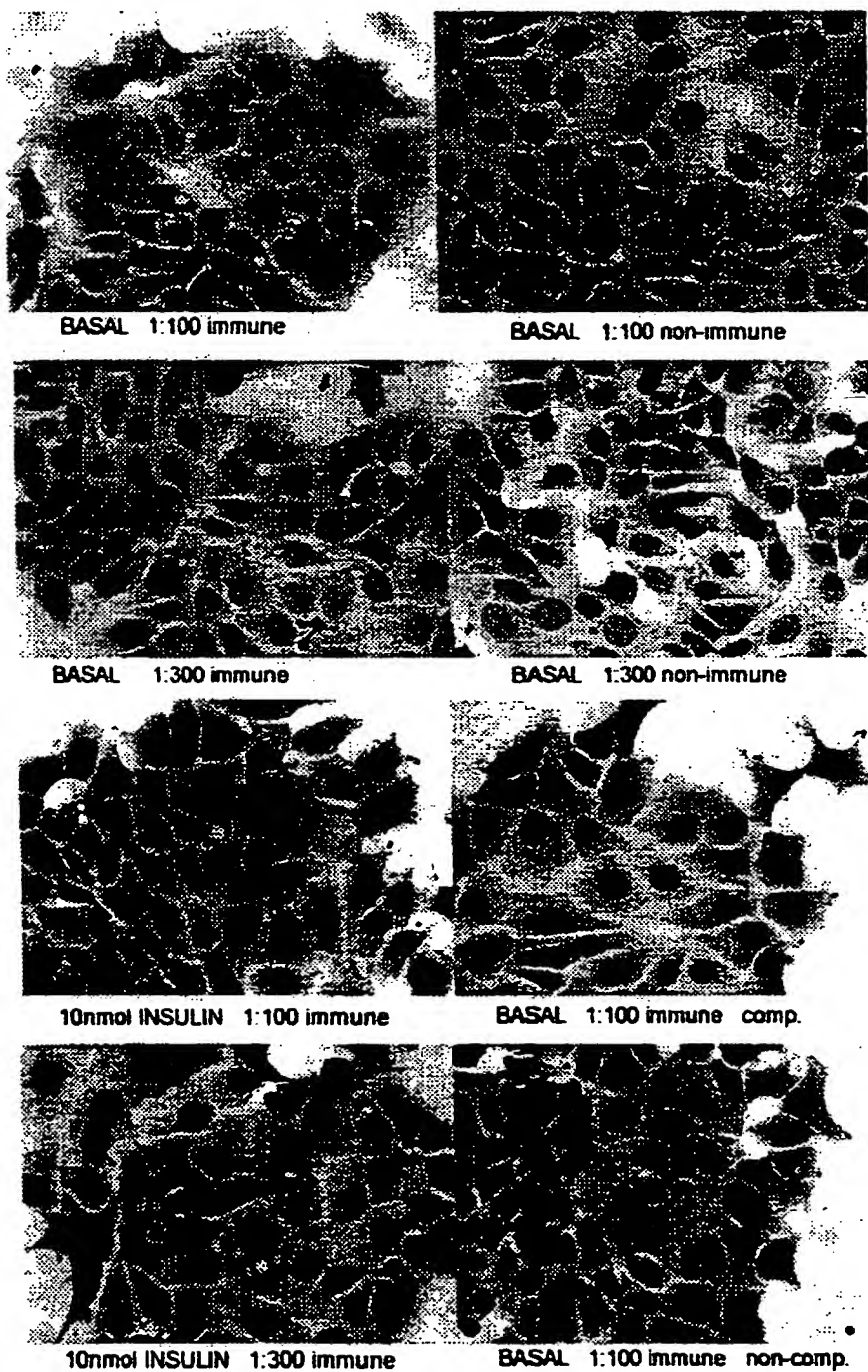 BASAL 1:100 immune
BASAL 1:100 non-immune
BASAL 1:300 immune
BASAL 1:300 non-immune
10nmol INSULIN 1:100 immune
BASAL 1:100 immune comp.
10nmol INSULIN 1:300 immune
BASAL 1:100 immune non-comp.